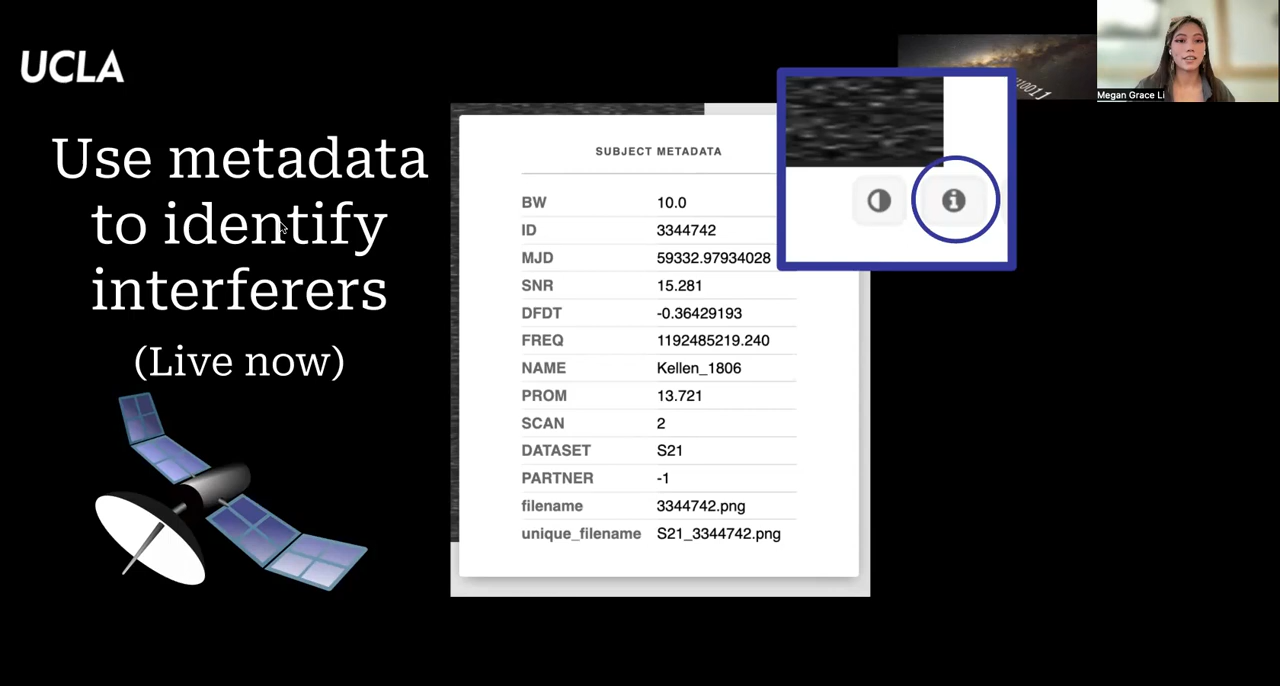 UCLA
Use metadata
to identify
interferers
(Live now)
SUBJECT METADATA
BW 10.0
ID 3344742
MJD 59332.97934028
SNR 15.281
DFDT -0.36429193
FREQ 1192485219.240
NAME Kellen_1806
PROM 13.721
SCAN 2
DATASET S21
PARTNER -1
filename 3344742.png
unique_filename S21_3344742.png
Megan Grace Li